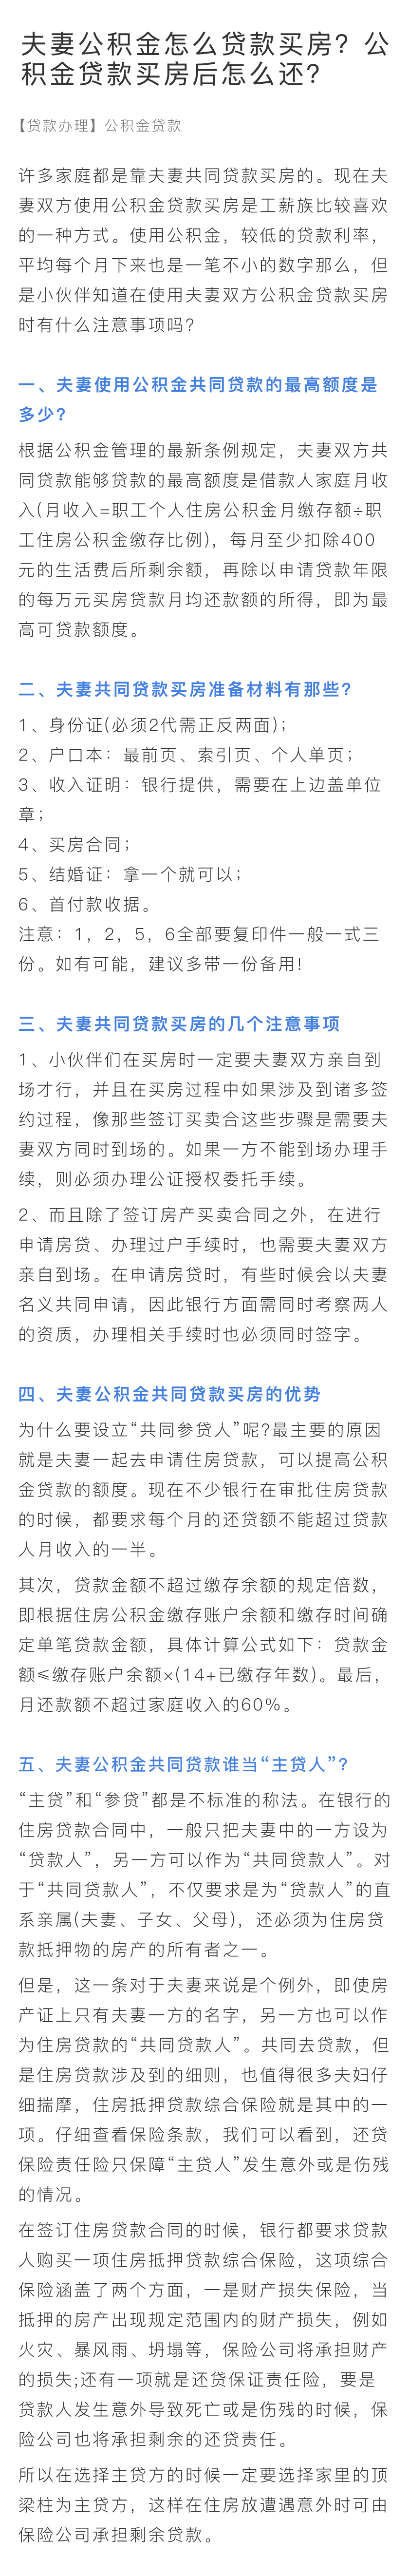 夫妻公积金怎么贷款买房？公
积金贷款买房后怎么还？
【贷款办理】公积金贷款
许多家庭都是靠夫妻共同贷款买房的。现在夫
妻双方使用公积金贷款买房是工薪族比较喜欢
的一种方式。使用公积金，较低的贷款利率，
平均每个月下来也是一笔不小的数字那么，但
是小伙伴知道在使用夫妻双方公积金贷款买房
时有什么注意事项吗?
一、夫妻使用公积金共同贷款的最高额度是
多少?
根据公积金管理的最新条例规定，夫妻双方共
同贷款能够贷款的最高额度是借款人家庭月收
入(月收入=职工个人住房公积金月缴存额÷职
工住房公积金缴存比例)，每月至少扣除400
元的生活费后所剩余额，再除以申请贷款年限
的每万元买房贷款月均还款额的所得，即为最
高可贷款额度。
二、夫妻共同贷款买房准备材料有那些?
1、身份证(必须2代需正反两面)；
2、户口本：最前页、索引页、个人单页；
3、收入证明：银行提供，需要在上边盖单位
章；
4、买房合同；
5、结婚证：拿一个就可以；
6、首付款收据。
注意：1，2，5，6全部要复印件一般一式三
份。如有可能，建议多带一份备用!
三、夫妻共同贷款买房的几个注意事项
1、小伙伴们在买房时一定要夫妻双方亲自到
场才行，并且在买房过程中如果涉及到诸多签
约过程，像那些签订买卖合这些步骤是需要夫
妻双方同时到场的。如果一方不能到场办理手
续，则必须办理公证授权委托手续。
2、而且除了签订房产买卖合同之外，在进行
申请房贷、办理过户手续时，也需要夫妻双方
亲自到场。在申请房贷时，有些时候会以夫妻
名义共同申请，因此银行方面需同时考察两人
的资质，办理相关手续时也必须同时签字。
四、夫妻公积金共同贷款买房的优势
为什么要设立“共同参贷人”呢?最主要的原因
就是夫妻一起去申请住房贷款，可以提高公积
金贷款的额度。现在不少银行在审批住房贷款
的时候，都要求每个月的还贷额不能超过贷款
人月收入的一半。
其次，贷款金额不超过缴存余额的规定倍数，
即根据住房公积金缴存账户余额和缴存时间确
定单笔贷款金额，具体计算公式如下：贷款金
额≤缴存账户余额×(14+已缴存年数)。最后，
月还款额不超过家庭收入的60%。
五、夫妻公积金共同贷款谁当“主贷人”?
“主贷”和“参贷”都是不标准的称法。在银行的
住房贷款合同中，一般只把夫妻中的一方设为
“贷款人”，另一方可以作为“共同贷款人”。对
于“共同贷款人”，不仅要求是为“贷款人”的直
系亲属(夫妻、子女、父母)，还必须为住房贷
款抵押物的房产的所有者之一。
但是，这一条对于夫妻来说是个例外，即使房
产证上只有夫妻一方的名字，另一方也可以作
为住房贷款的“共同贷款人”。共同去贷款，但
是住房贷款涉及到的细则，也值得很多夫妇仔
细揣摩，住房抵押贷款综合保险就是其中的一
项。仔细查看保险条款，我们可以看到，还贷
保险责任险只保障“主贷人”发生意外或是伤残
的情况。
在签订住房贷款合同的时候，银行都要求贷款
人购买一项住房抵押贷款综合保险，这项综合
保险涵盖了两个方面，一是财产损失保险，当
抵押的房产出现规定范围内的财产损失，例如
火灾、暴风雨、坍塌等，保险公司将承担财产
的损失;还有一项就是还贷保证责任险，要是
贷款人发生意外导致死亡或是伤残的时候，保
险公司也将承担剩余的还贷责任。
所以在选择主贷方的时候一定要选择家里的顶
梁柱为主贷方，这样在住房放遭遇意外时可由
保险公司承担剩余贷款。